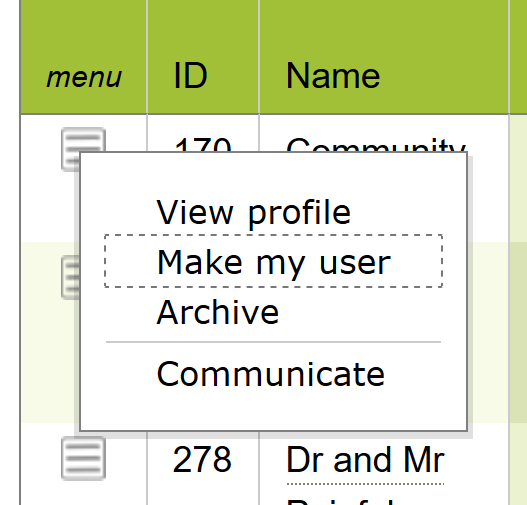 menu ID Name
170 Community
View profile
Make my user
Archive
Communicate
278 Dr and Mr